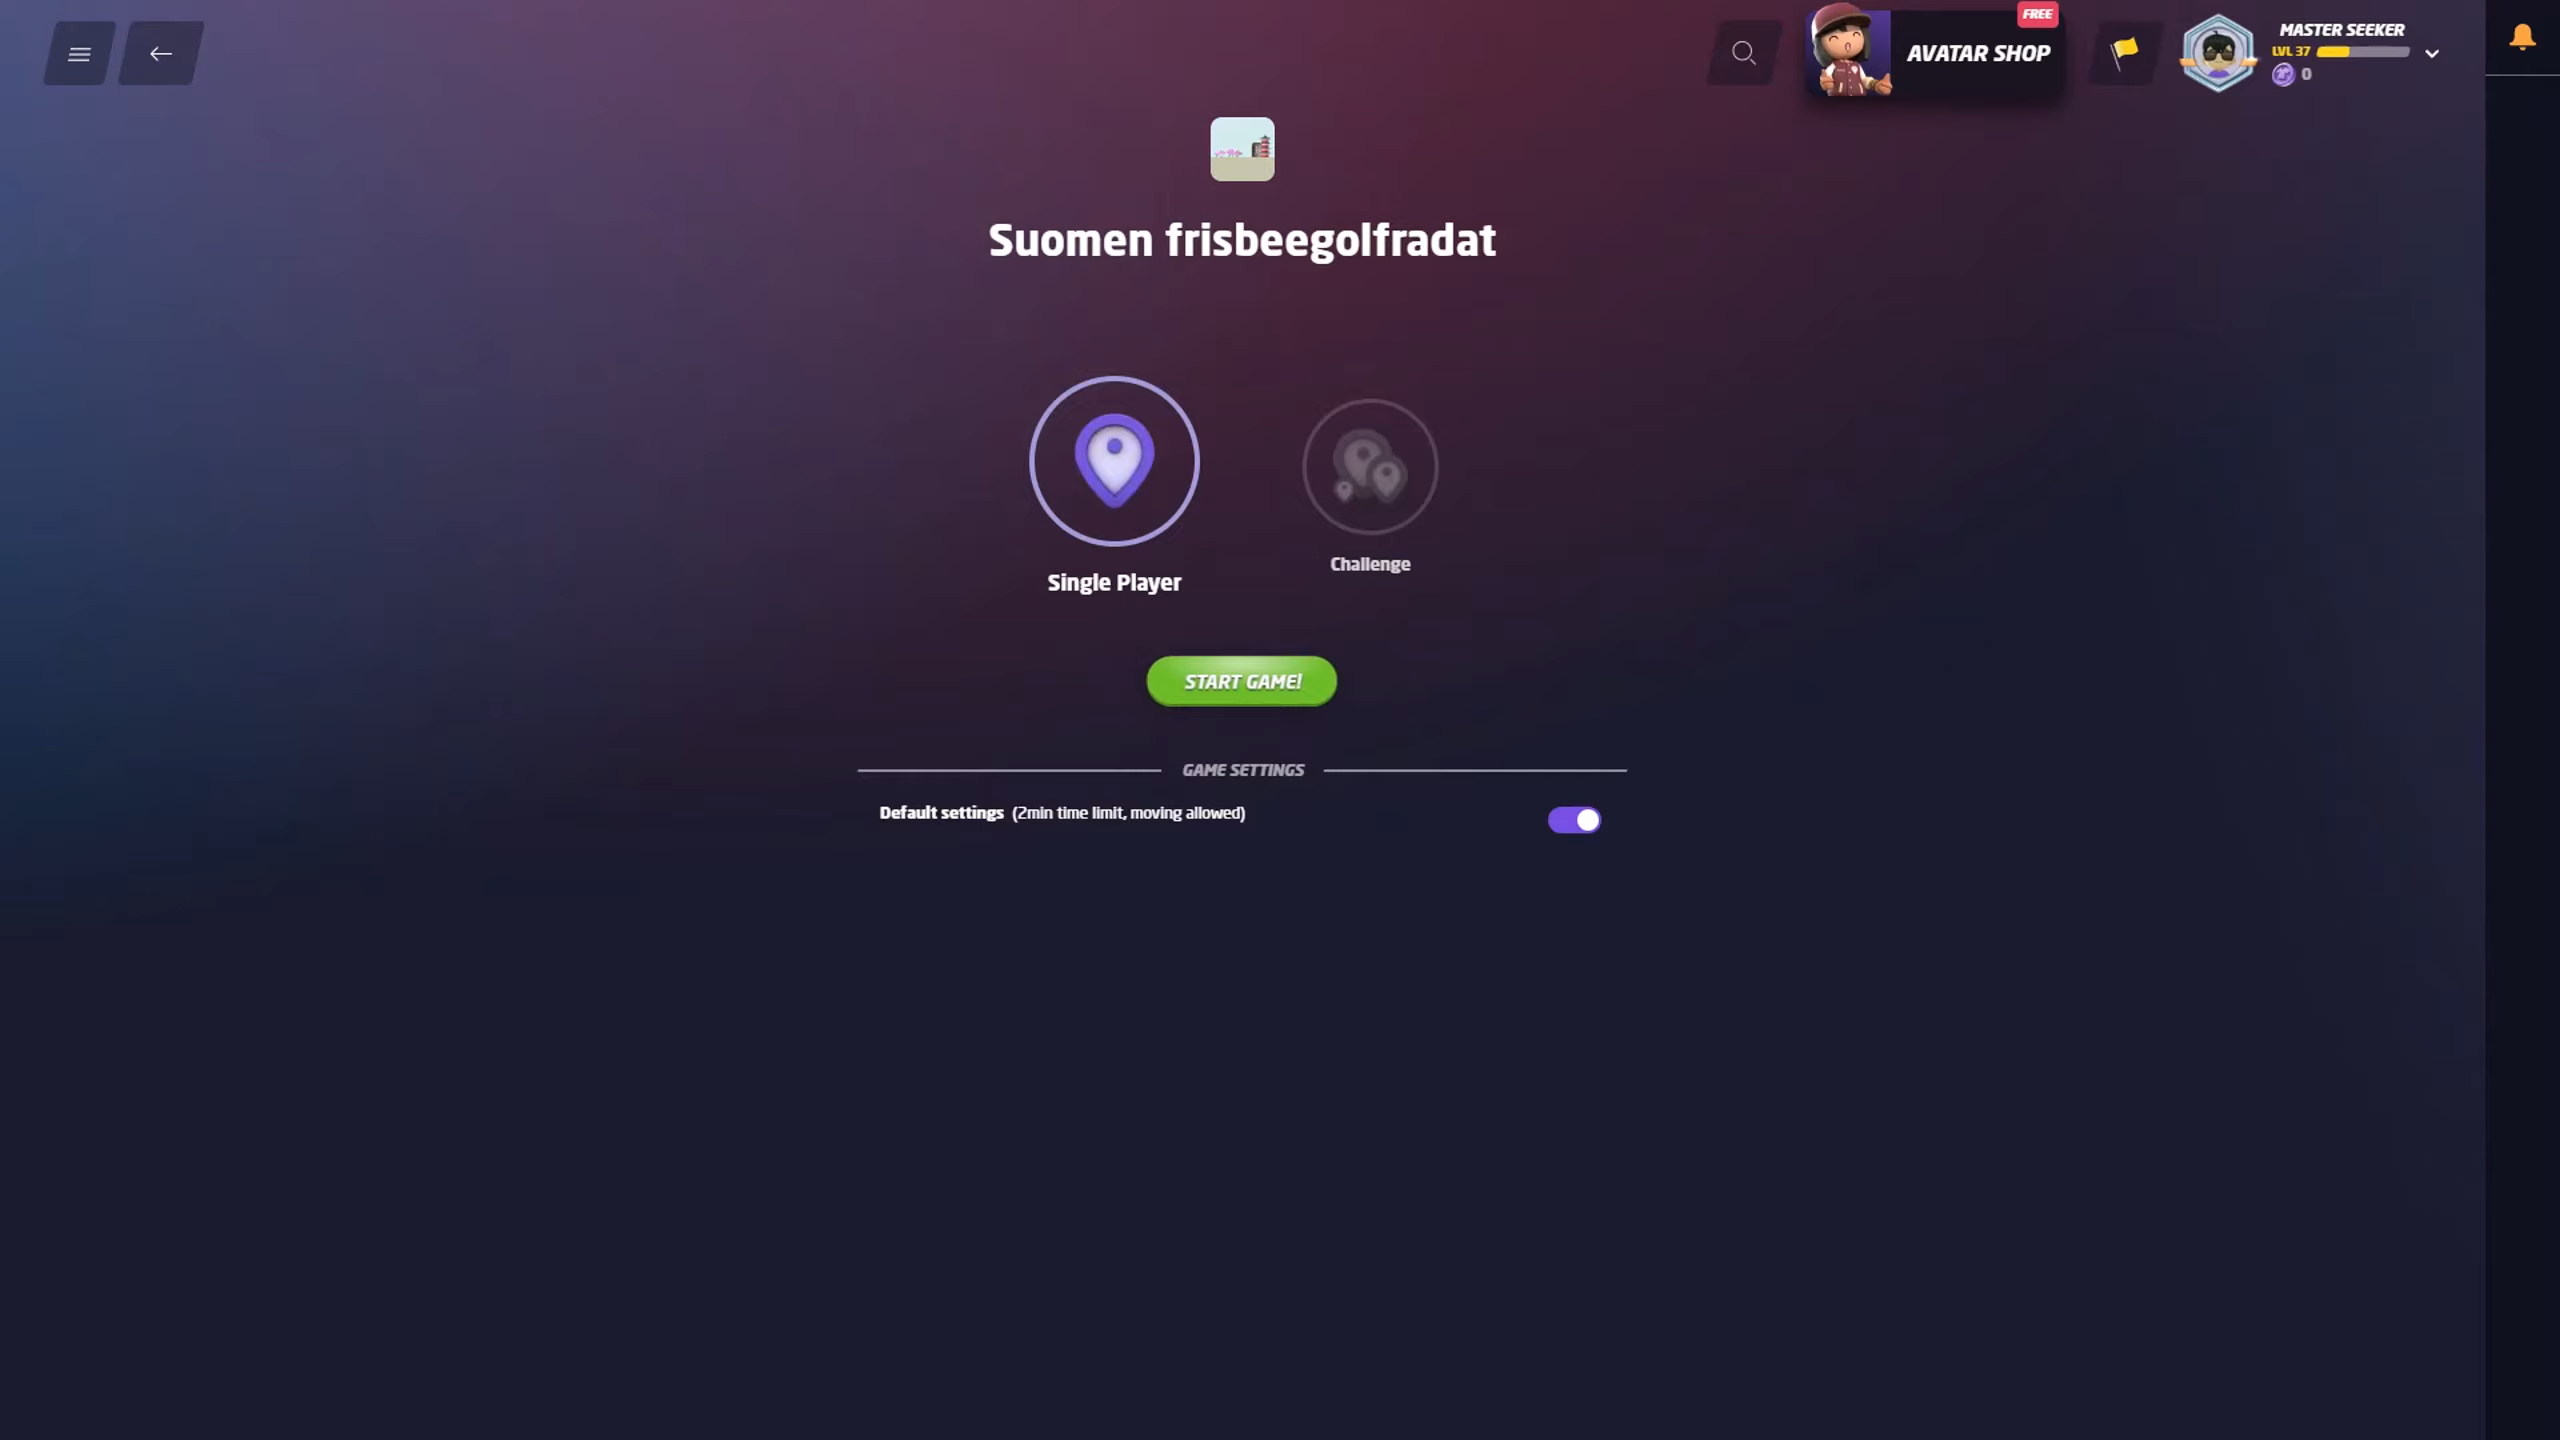 FREE
AVATAR SHOP
MASTER SEEKER
LVL 37
0
Suomen frisbeegolfradat
Single Player
Challenge
START GAME!
GAME SETTINGS
Default settings (2min time limit, moving allowed)